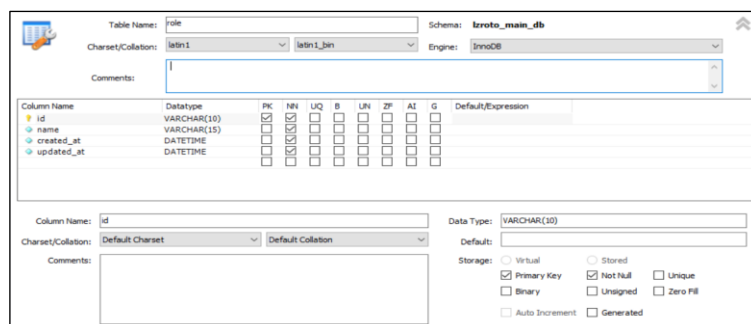 Table Name: role Schema: lzroto_main_db
Charset/Collation: latin1 latin1_bin Engine: InnoDB
Comments:
Column Name Datatype PK NN UQ B UN ZF AI G Default/Expression
id VARCHAR(10)
name VARCHAR(15)
created_at DATETIME
updated_at DATETIME
Column Name: id Data Type: VARCHAR(10)
Charset/Collation: Default Charset Default Collation Default:
Comments: Storage: Virtual Stored
Primary Key Not Null Unique
Binary Unsigned Zero Fill
Auto Increment Generated